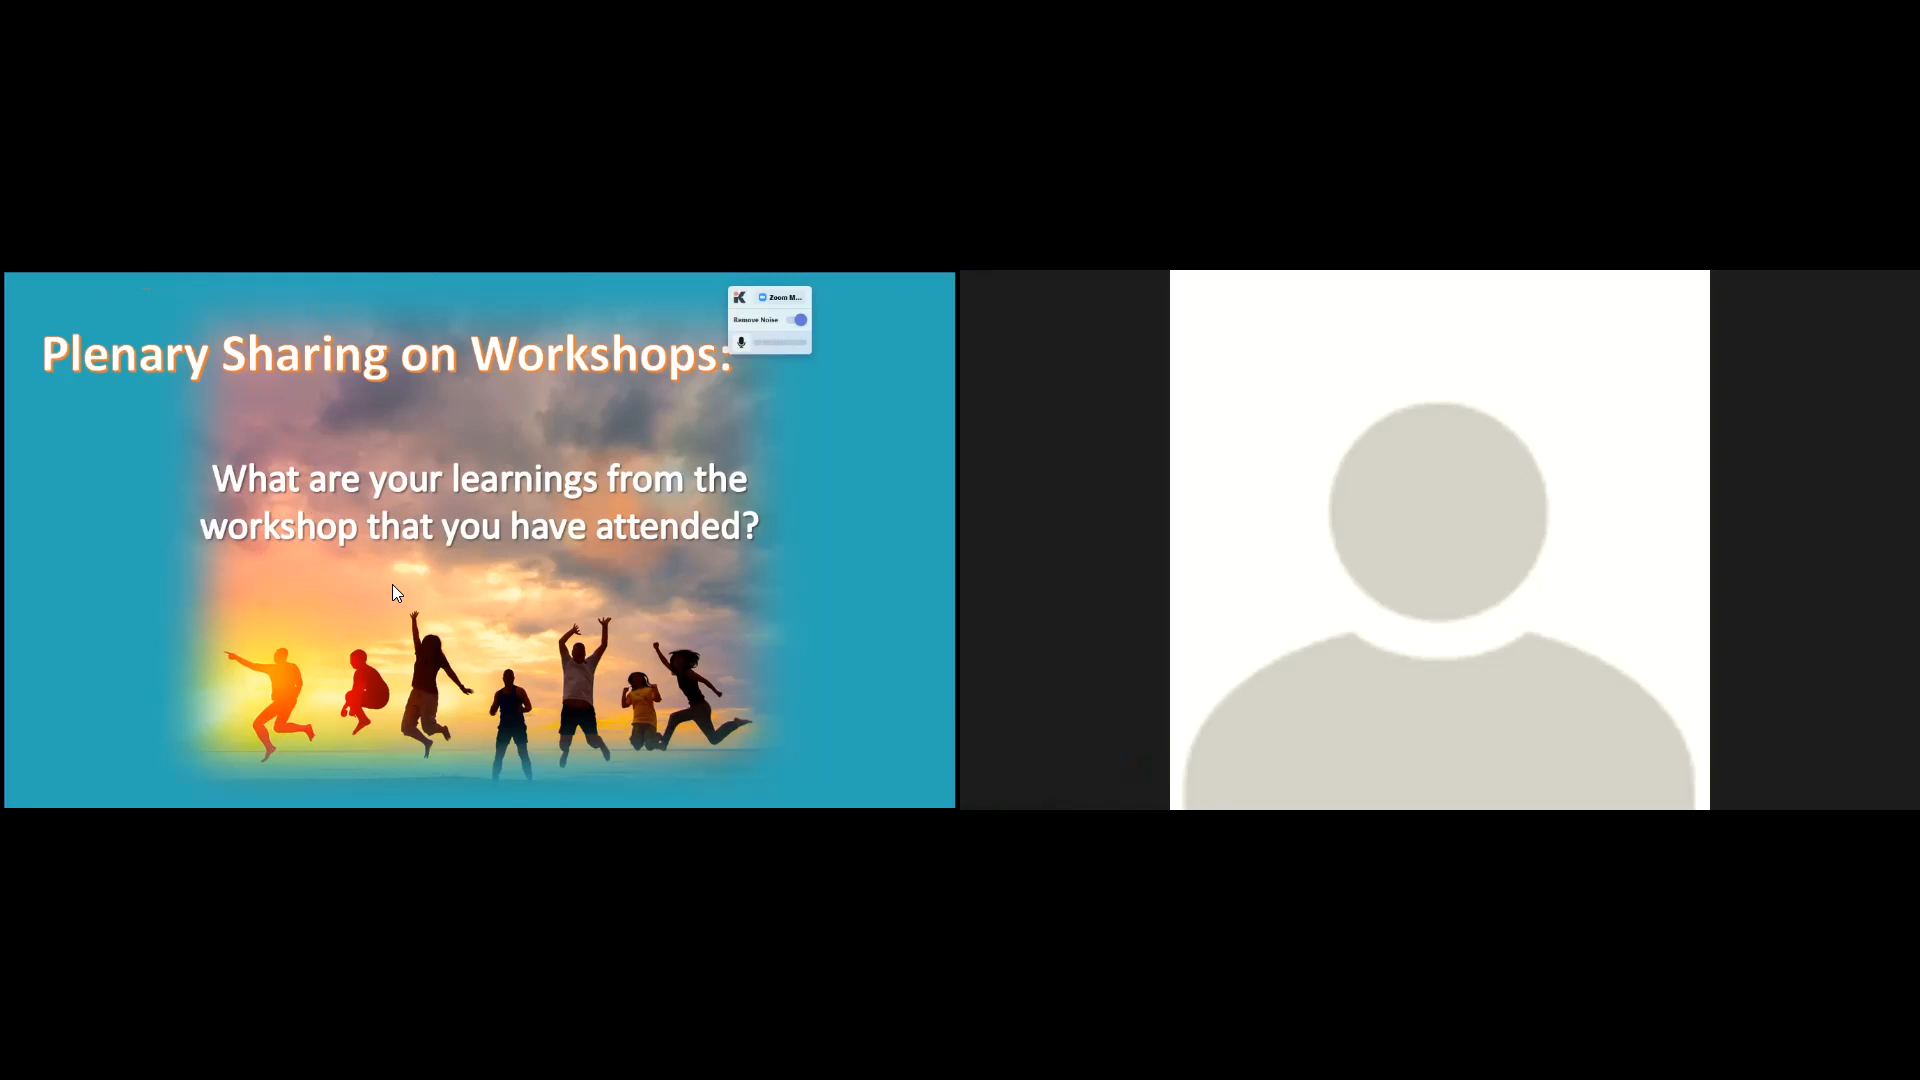 Plenary Sharing on Workshops:
Zoom M...
Remove Noise
What are your learnings from the
workshop that you have attended?